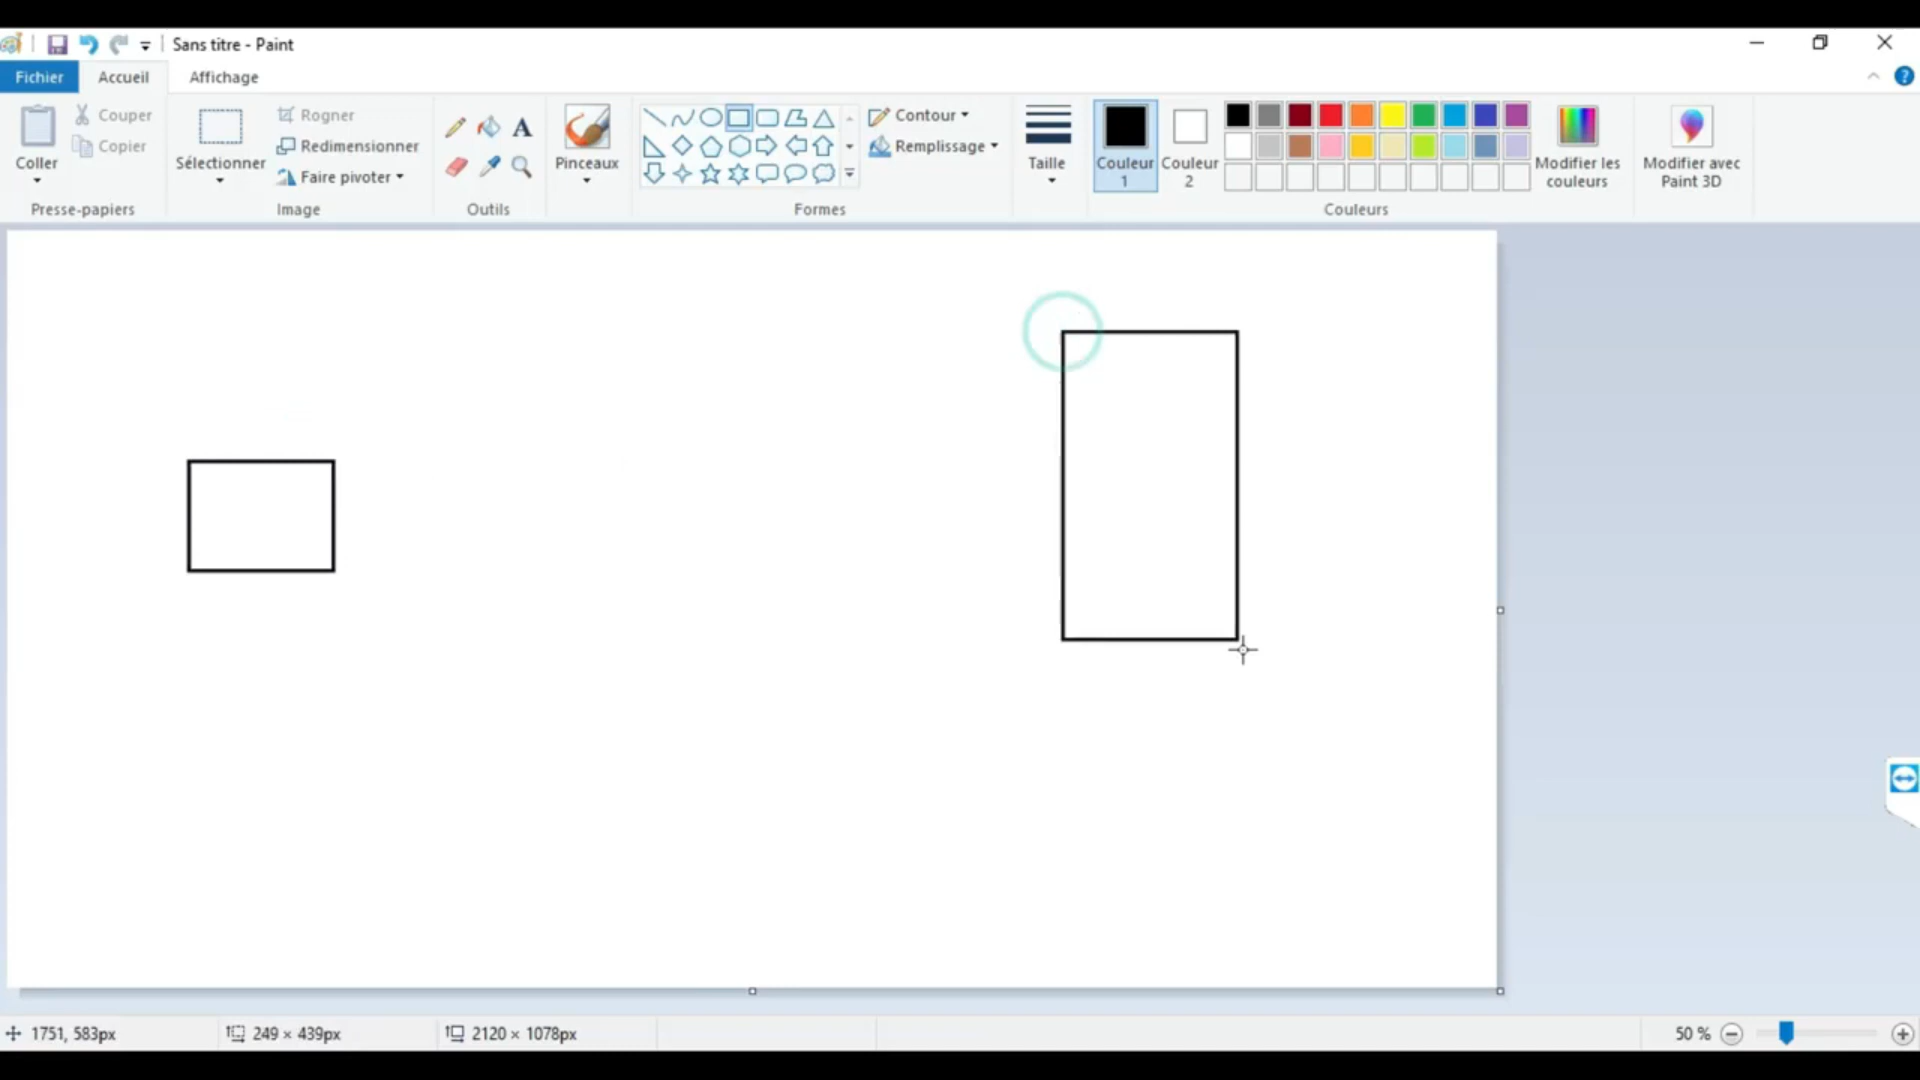 Sans titre - Paint
Fichier
Accueil
Affichage
Coller
Couper
Copier
Presse-papiers
Sélectionner
Rogner
Redimensionner
Faire pivoter
Image
A
Outils
Pinceaux
Contour
Remplissage
Formes
Taille
Couleur
1
Couleur
2
Modifier les
couleurs
Couleurs
Modifier avec
Paint 3D
?
1751, 583px
249 × 439px
2120 × 1078px
50 %